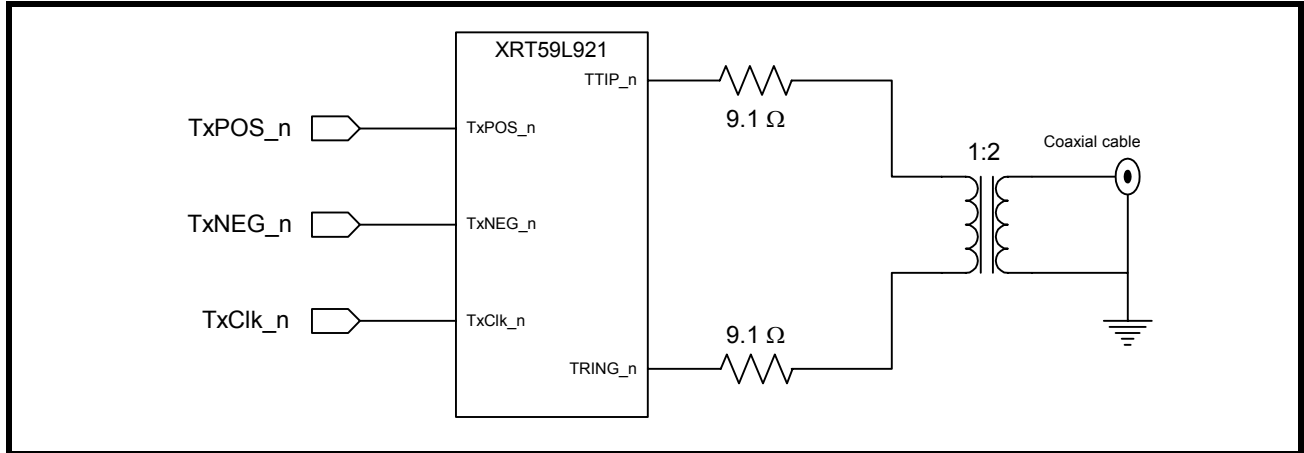 XRT59L921
TTIP_n
9.1 Ω
TxPOS_n
TxPOS_n
1:2
Coaxial cable
TxNEG_n
TxNEG_n
TxClk_n
TxClk_n
9.1 Ω
TRING_n